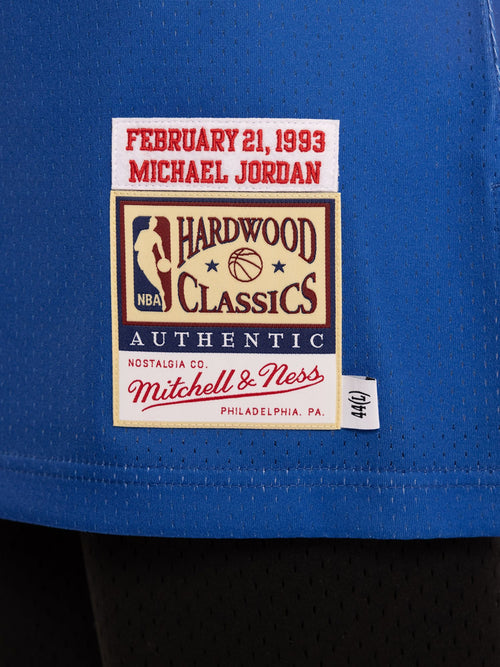 FEBRUARY 21, 1993
MICHAEL JORDAN
HARDWOOD
CLASSICS
NBA
AUTHENTIC
NOSTALGIA CO.
Mitchell & Ness
PHILADELPHIA, PA.
44(L)